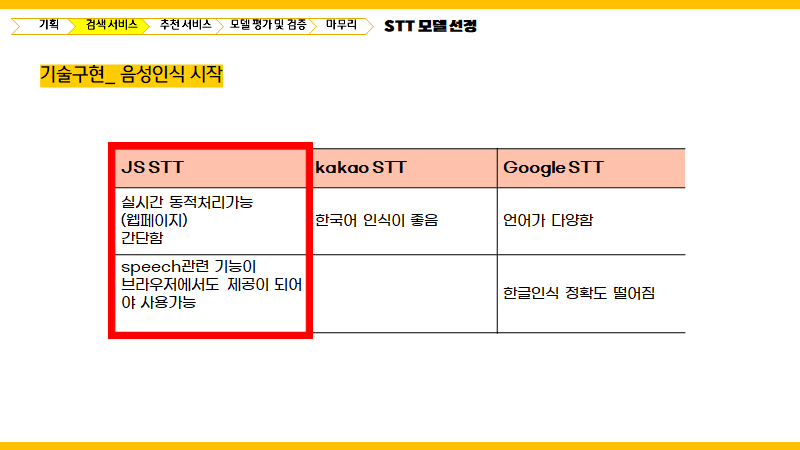 기획
검색 서비스
추천 서비스
모델 평가 및 검증
마무리
STT 모델 선정
기술구현_ 음성인식 시작
JS STT
kakao STT
Google STT
실시간 동적처리가능
(웹페이지)
간단함
한국어 인식이 좋음
언어가 다양함
speech관련 기능이
브라우저에서도 제공이 되어
야 사용가능
한글인식 정확도 떨어짐